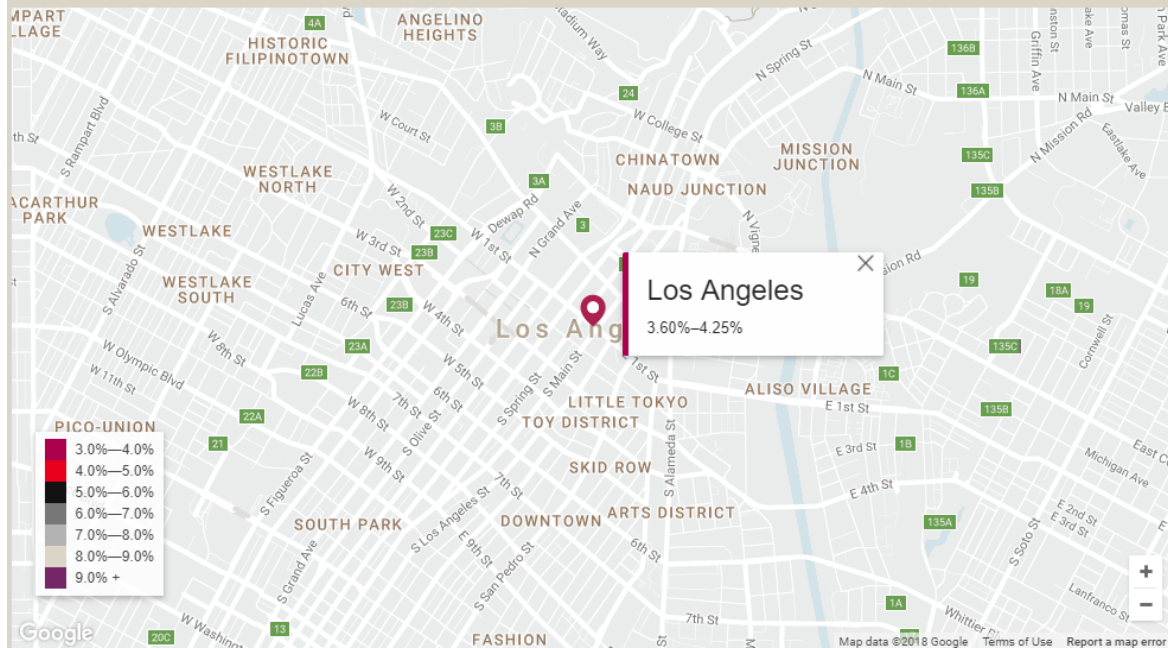 MPART
LLAGE
4A
ANGELINO
HEIGHTS
HISTORIC
FILIPINOTOWN
Stadium Way
N Spring St
136B
Griffin Ave
N Main St
136A
N Main St
Valley B
24
W College St
3B
W Court St
S Rampart Blvd
CHINATOWN
MISSION
JUNCTION
135C
N Mission Rd
Eastlake Ave
WESTLAKE
NORTH
3A
NAUD JUNCTION
135B
ACARTHUR
PARK
W 2nd St
Dewap Rd
N Grand Ave
3
WESTLAKE
23C
W 1st St
W 3rd St
23B
CITY WEST
S Alvarado St
WESTLAKE
SOUTH
Lucas Ave
6th St
23B
W 4th St
Los Angeles
3.60%–4.25%
Los Ang
19
18A
19
Cornwell St
23A
135C
W 8th St
W Olympic Blvd
22B
W 5th St
S Main St
E 1st St
1C
W 11th St
S Spring St
ALISO VILLAGE
LITTLE TOKYO
E 1st St
135B
7th St
6th St
22A
W 8th St
TOY DISTRICT
PICO-UNION
21
S Olive St
S Alameda St
E 3rd St
1B
Michigan Ave
W 9th St
SKID ROW
3.0%—4.0%
4.0%—5.0%
5.0%—6.0%
6.0%—7.0%
7.0%—8.0%
8.0%—9.0%
9.0% +
S Figueroa St
7th St
E 4th St
S Los Angeles St
SOUTH PARK
DOWNTOWN
ARTS DISTRICT
135A
E 2nd St
E 3rd St
S Soto St
6th St
E 9th St
S San Pedro St
S Grand Ave
+
−
Lanfranco St
1A
7th St
Whittier
Google
20C
W Washin
13
FASHION
Map data ©2018 Google
Terms of Use
Report a map error